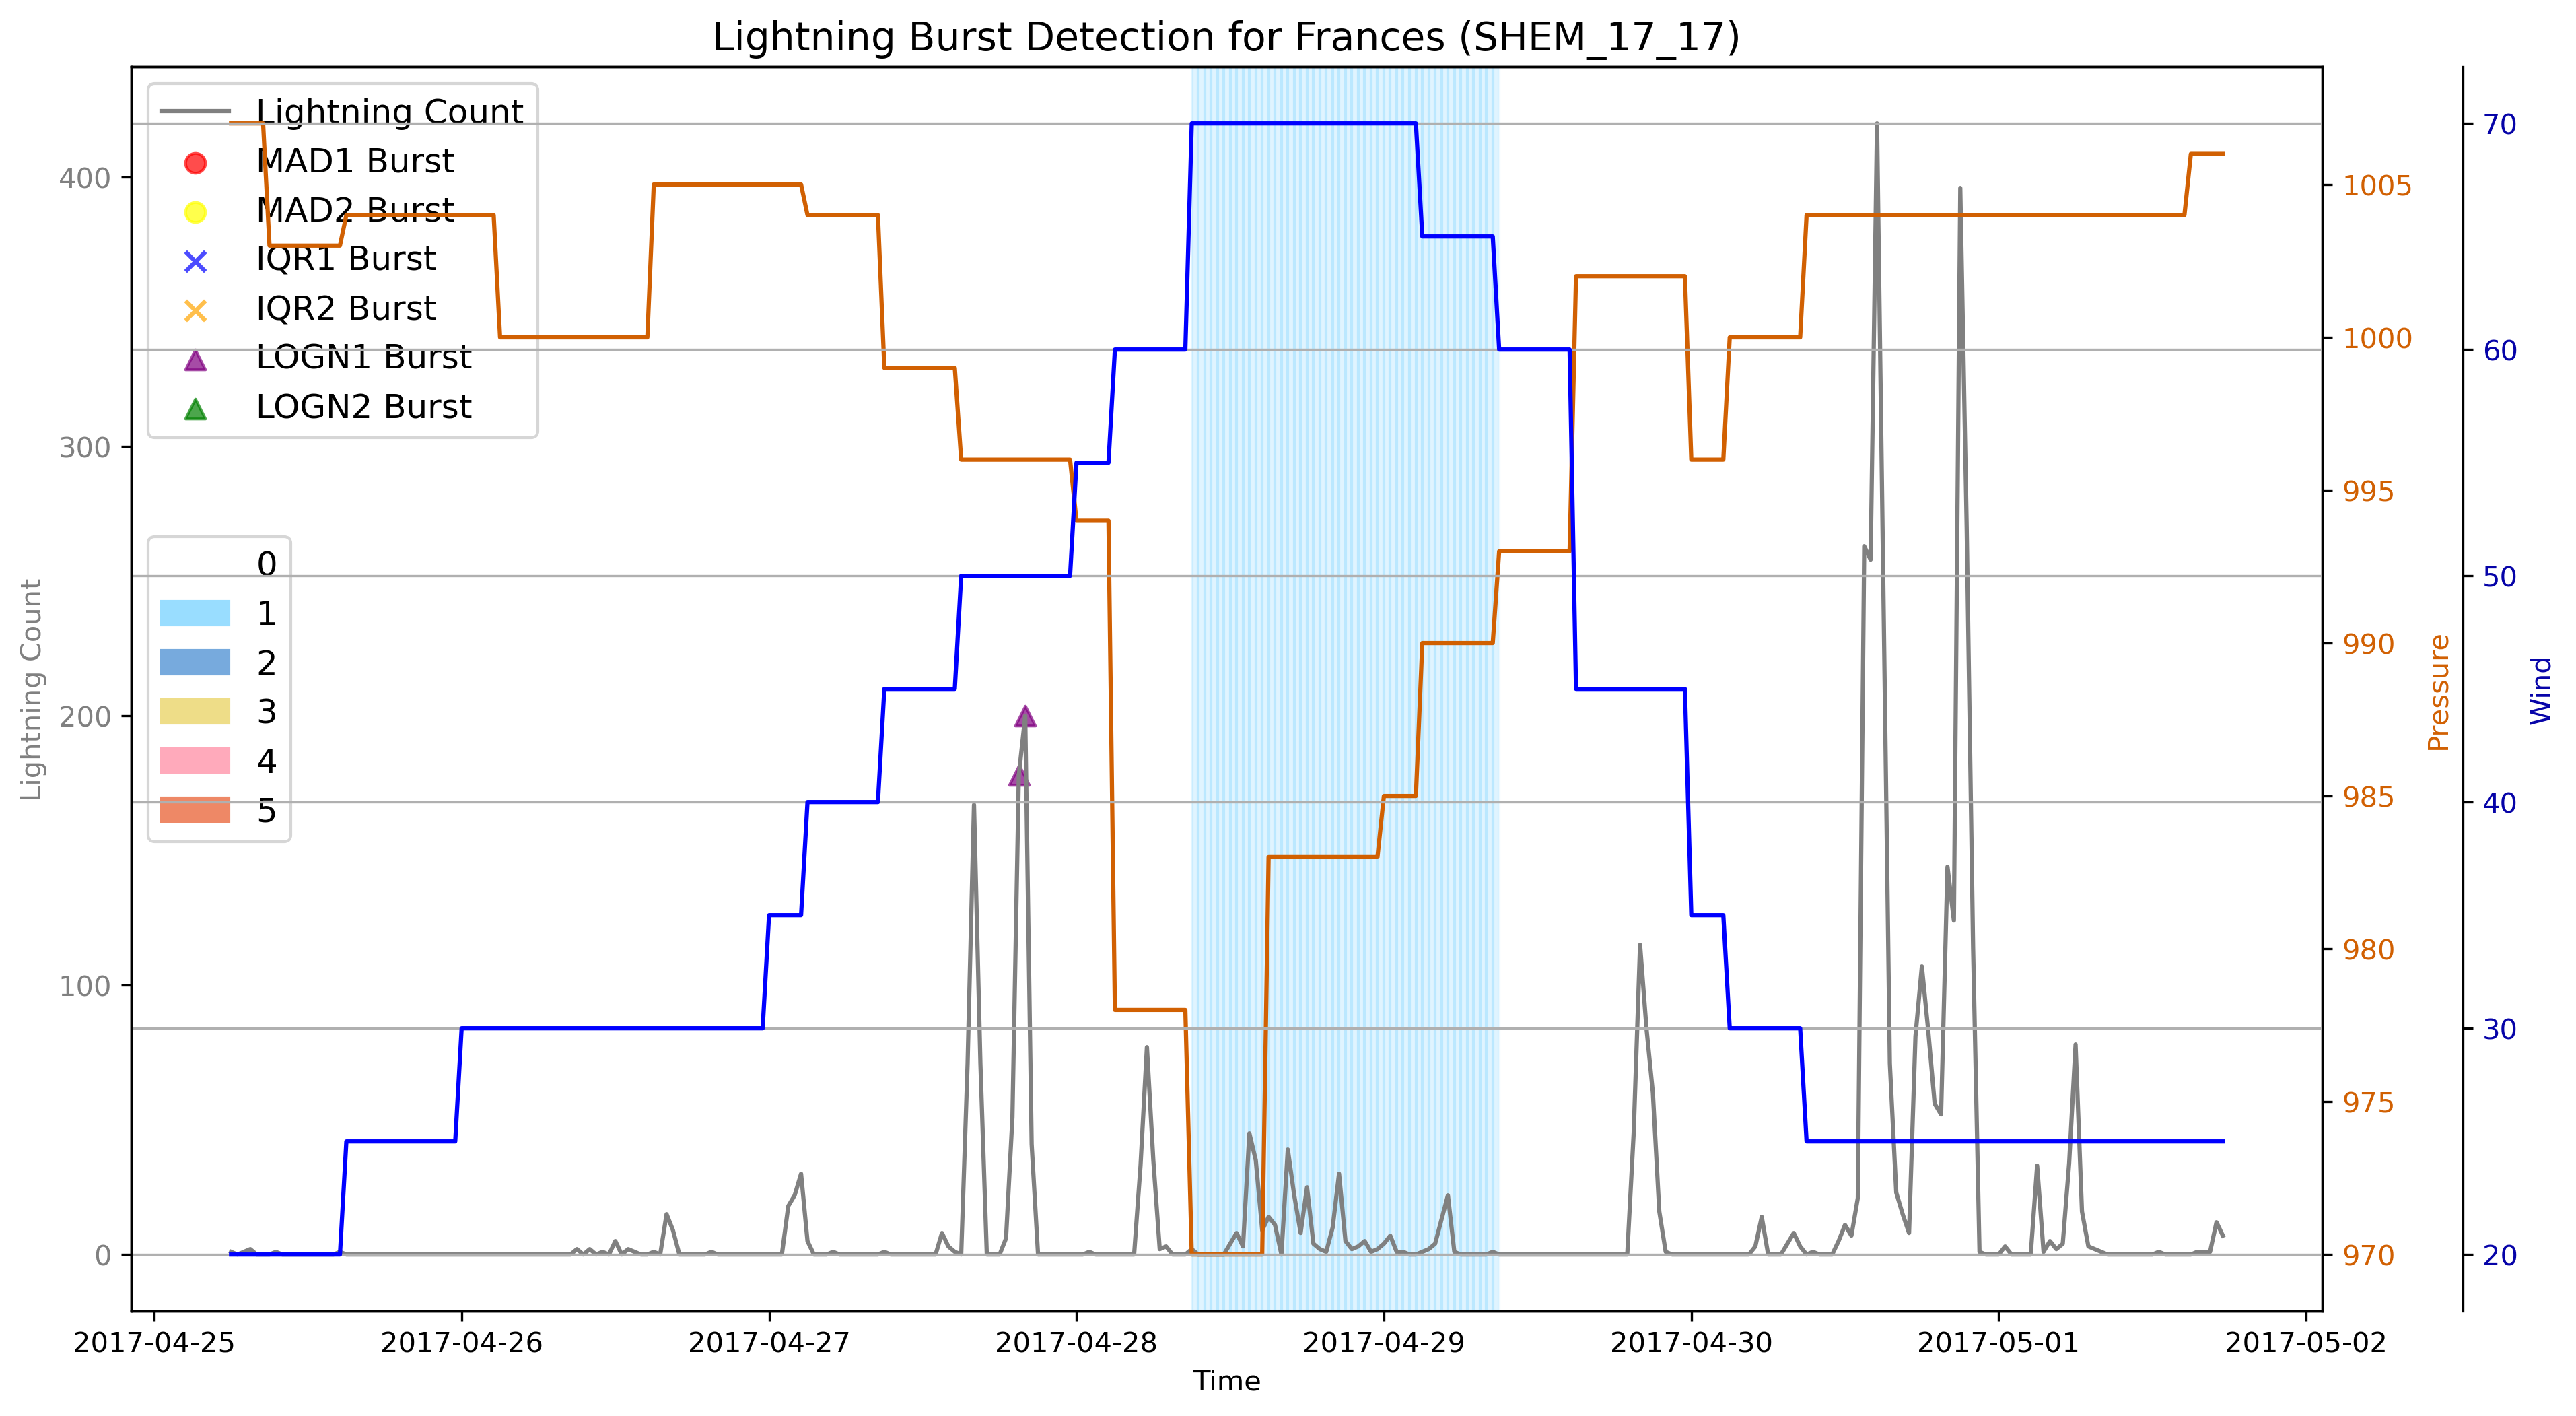 Lightning Burst Detection for Frances (SHEM_17_17)
Lightning Count
MAD1 Burst
MAD2 Burst
IQR1 Burst
IQR2 Burst
LOGN1 Burst
LOGN2 Burst
0
1
2
3
4
5
Lightning Count
400
300
200
100
0
1005
1000
995
990
985
980
975
970
Pressure
70
60
50
40
30
20
Wind
2017-04-25
2017-04-26
2017-04-27
2017-04-28
2017-04-29
2017-04-30
2017-05-01
2017-05-02
Time